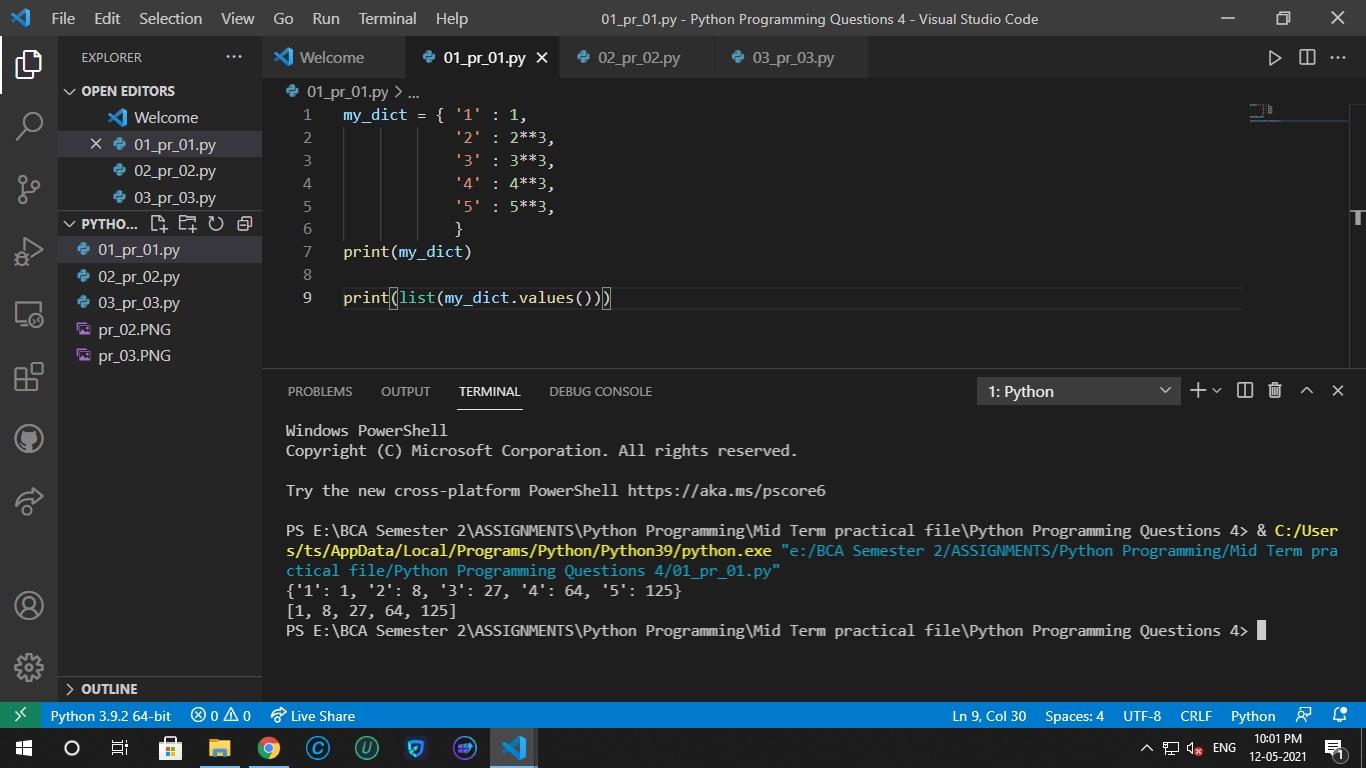 File Edit Selection View Go Run Terminal Help 01_pr_01.py - Python Programming Questions 4 - Visual Studio Code
EXPLORER
OPEN EDITORS
Welcome
01_pr_01.py
02_pr_02.py
03_pr_03.py
PYTHO...
01_pr_01.py
02_pr_02.py
03_pr_03.py
pr_02.PNG
pr_03.PNG
OUTLINE
Welcome 01_pr_01.py 02_pr_02.py 03_pr_03.py
01_pr_01.py > ...
1 my_dict = { '1' : 1,
2 '2' : 2**3,
3 '3' : 3**3,
4 '4' : 4**3,
5 '5' : 5**3,
6 }
7 print(my_dict)
8
9 print(list(my_dict.values()))
PROBLEMS OUTPUT TERMINAL DEBUG CONSOLE 1: Python
Windows PowerShell
Copyright (C) Microsoft Corporation. All rights reserved.
Try the new cross-platform PowerShell https://aka.ms/pscore6
PS E:\BCA Semester 2\ASSIGNMENTS\Python Programming\Mid Term practical file\Python Programming Questions 4> & C:/User
s/ts/AppData/Local/Programs/Python/Python39/python.exe "e:/BCA Semester 2/ASSIGNMENTS/Python Programming/Mid Term pra
ctical file/Python Programming Questions 4/01_pr_01.py"
{'1': 1, '2': 8, '3': 27, '4': 64, '5': 125}
[1, 8, 27, 64, 125]
PS E:\BCA Semester 2\ASSIGNMENTS\Python Programming\Mid Term practical file\Python Programming Questions 4>
Python 3.9.2 64-bit 0 0 Live Share Ln 9, Col 30 Spaces: 4 UTF-8 CRLF Python
ENG 10:01 PM
12-05-2021 1